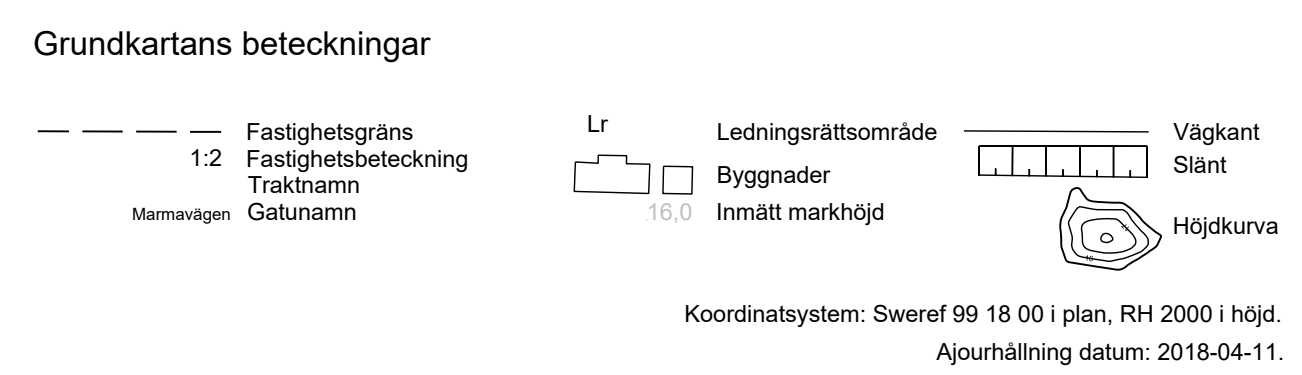 Grundkartans beteckningar
Fastighetsgräns
1:2 Fastighetsbeteckning
Traktnamn
Marmavägen Gatunamn
Lr Ledningsrättsområde
Byggnader
16,0 Inmätt markhöjd
Vägkant
Slänt
Höjdkurva
Koordinatsystem: Sweref 99 18 00 i plan, RH 2000 i höjd.
Ajourhållning datum: 2018-04-11.